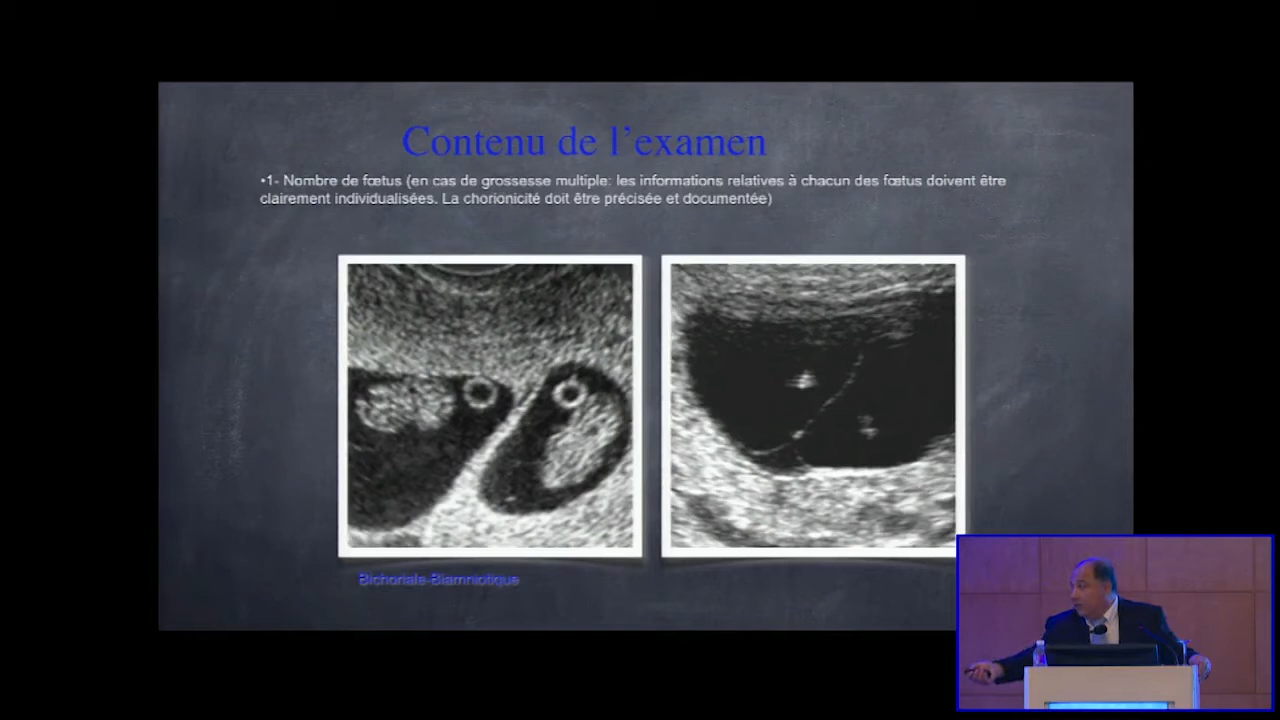 Contenu de l’examen
•1- Nombre de fœtus (en cas de grossesse multiple: les informations relatives à chacun des fœtus doivent être
clairement individualisées. La chorionicité doit être précisée et documentée)
Bichoriale-Biamniotique